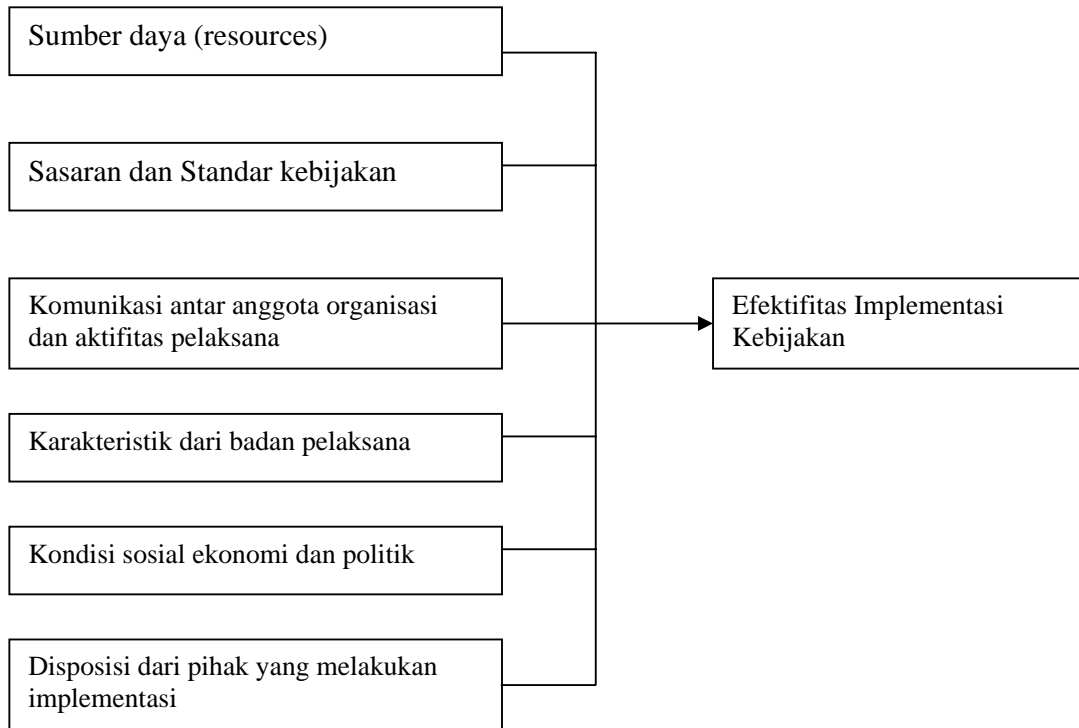 Sumber daya (resources)
Sasaran dan Standar kebijakan
Komunikasi antar anggota organisasi
dan aktifitas pelaksana
Efektifitas Implementasi
Kebijakan
Karakteristik dari badan pelaksana
Kondisi sosial ekonomi dan politik
Disposisi dari pihak yang melakukan
implementasi